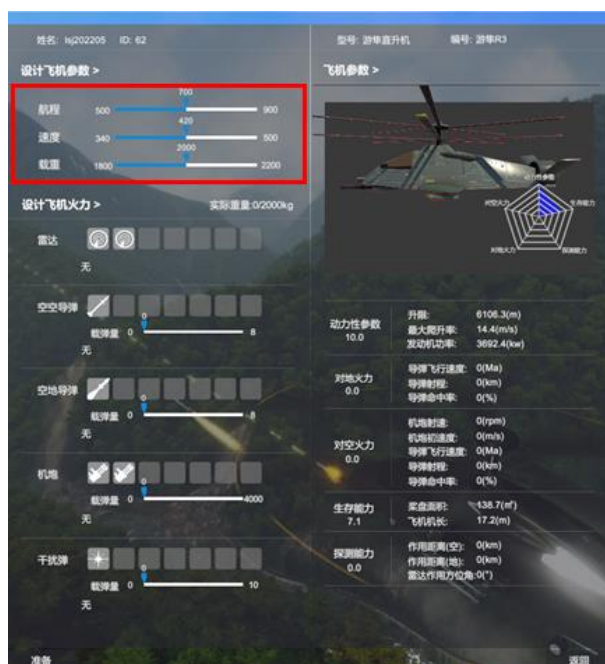 姓名: lsj202205 ID: 62
型号: 游隼直升机 编号: 游隼R3
设计飞机参数 >
700
航程 500 900
420
速度 340 500
2000
载重 1800 2200
设计飞机火力 > 实际重量:0/2000kg
雷达
无
空空导弹
0
载弹量 0 8
无
空地导弹
0
载弹量 0 8
无
机炮
0
载弹量 0 4000
无
干扰弹
0
载弹量 0 10
无
准备
飞机参数 >
动力性参数
对空火力 生存能力
对地火力 探测能力
动力性参数
10.0
升限: 6106.3(m)
最大爬升率: 14.4(m/s)
发动机功率: 3692.4(kw)
对地火力
0.0
导弹飞行速度: 0(Ma)
导弹射程: 0(km)
导弹命中率: 0(%)
对空火力
0.0
机炮射速: 0(rpm)
机炮初速度: 0(m/s)
导弹飞行速度: 0(Ma)
导弹射程: 0(km)
导弹命中率: 0(%)
生存能力
7.1
桨盘面积: 138.7(㎡)
飞机机长: 17.2(m)
探测能力
0.0
作用距离(空): 0(km)
作用距离(地): 0(km)
雷达作用方位角:0(°)
返回